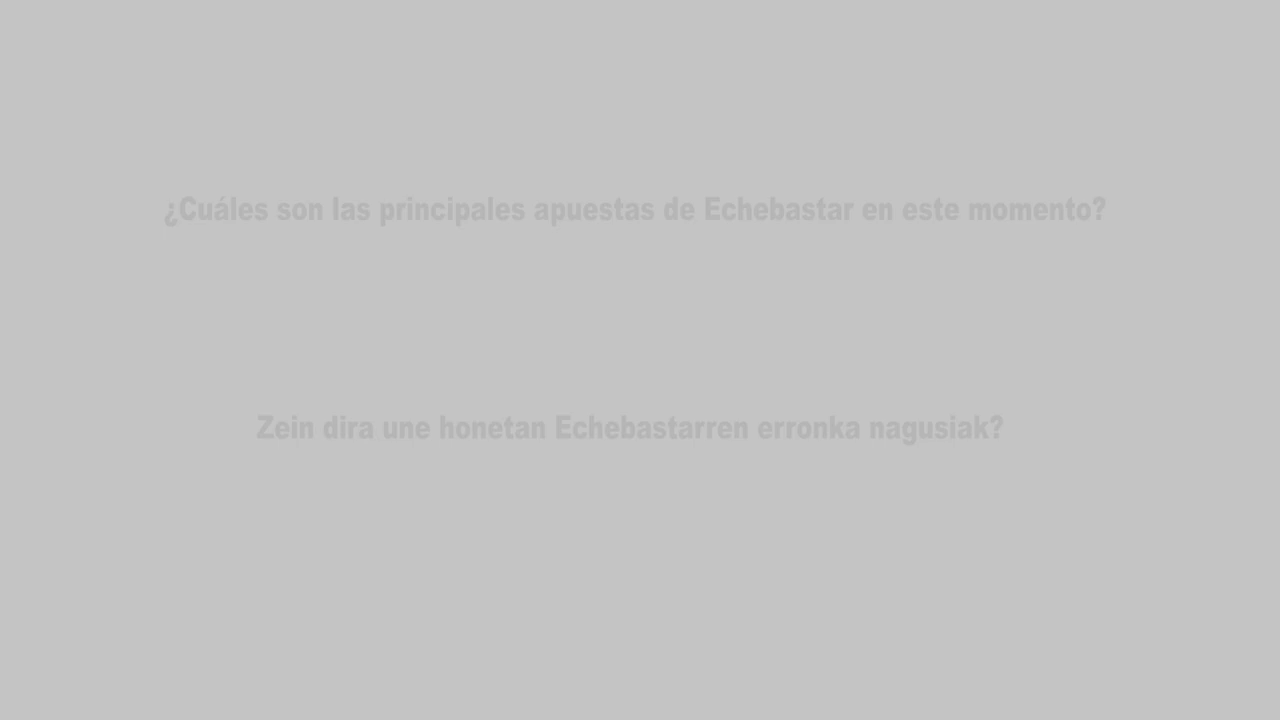 ¿Cuáles son las principales apuestas de Echebastar en este momento?
Zein dira une honetan Echebastarren erronka nagusiak?